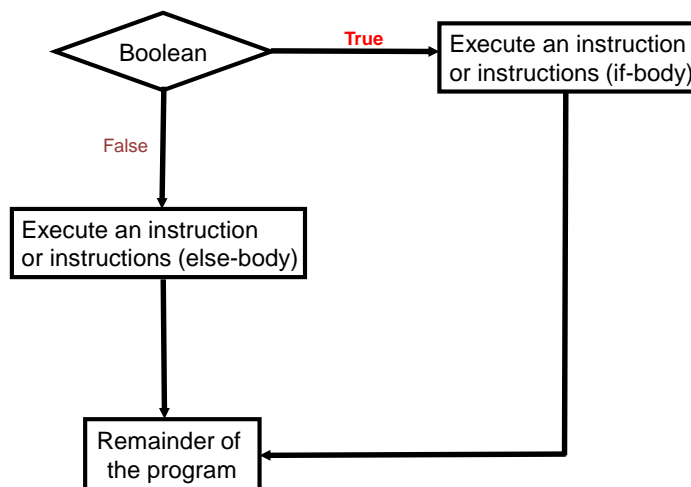 Boolean
True
Execute an instruction
or instructions (if-body)
False
Execute an instruction
or instructions (else-body)
Remainder of
the program